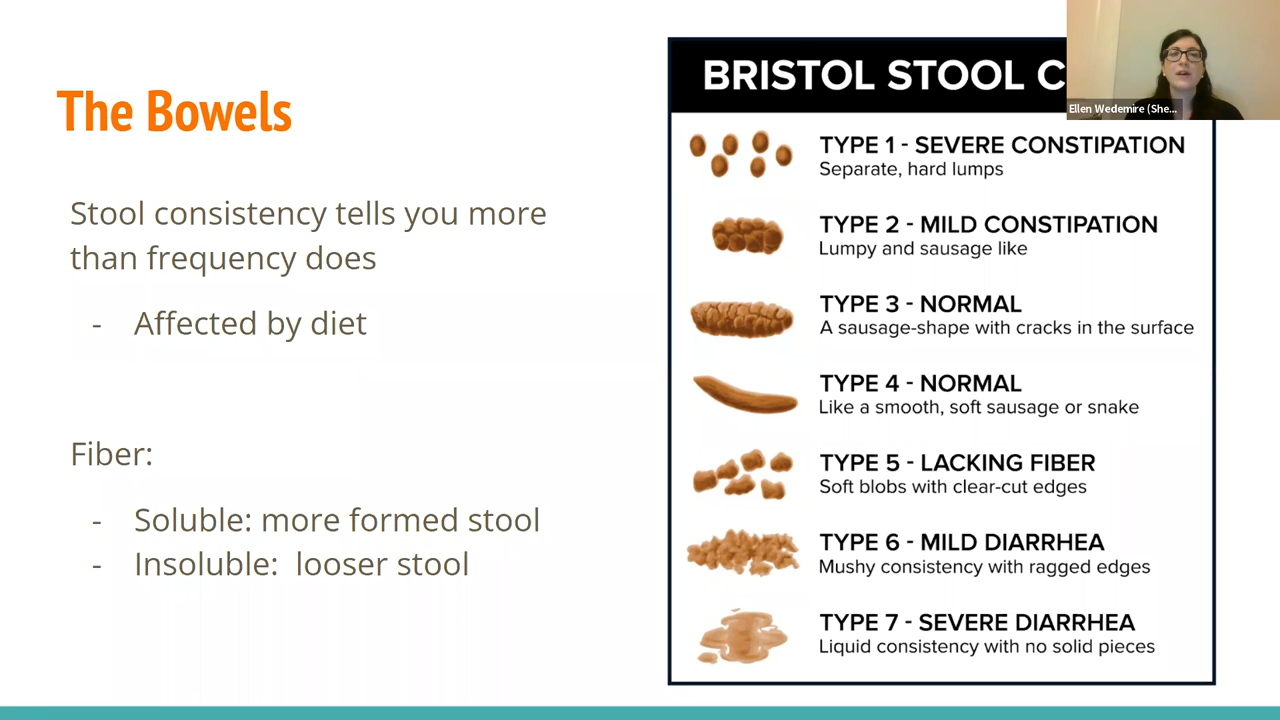 The Bowels
Stool consistency tells you more
than frequency does
- Affected by diet
Fiber:
- Soluble: more formed stool
- Insoluble: looser stool
BRISTOL STOOL C
Ellen Wedemire (She...
TYPE 1 - SEVERE CONSTIPATION
Separate, hard lumps
TYPE 2 - MILD CONSTIPATION
Lumpy and sausage like
TYPE 3 - NORMAL
A sausage-shape with cracks in the surface
TYPE 4 - NORMAL
Like a smooth, soft sausage or snake
TYPE 5 - LACKING FIBER
Soft blobs with clear-cut edges
TYPE 6 - MILD DIARRHEA
Mushy consistency with ragged edges
TYPE 7 - SEVERE DIARRHEA
Liquid consistency with no solid pieces